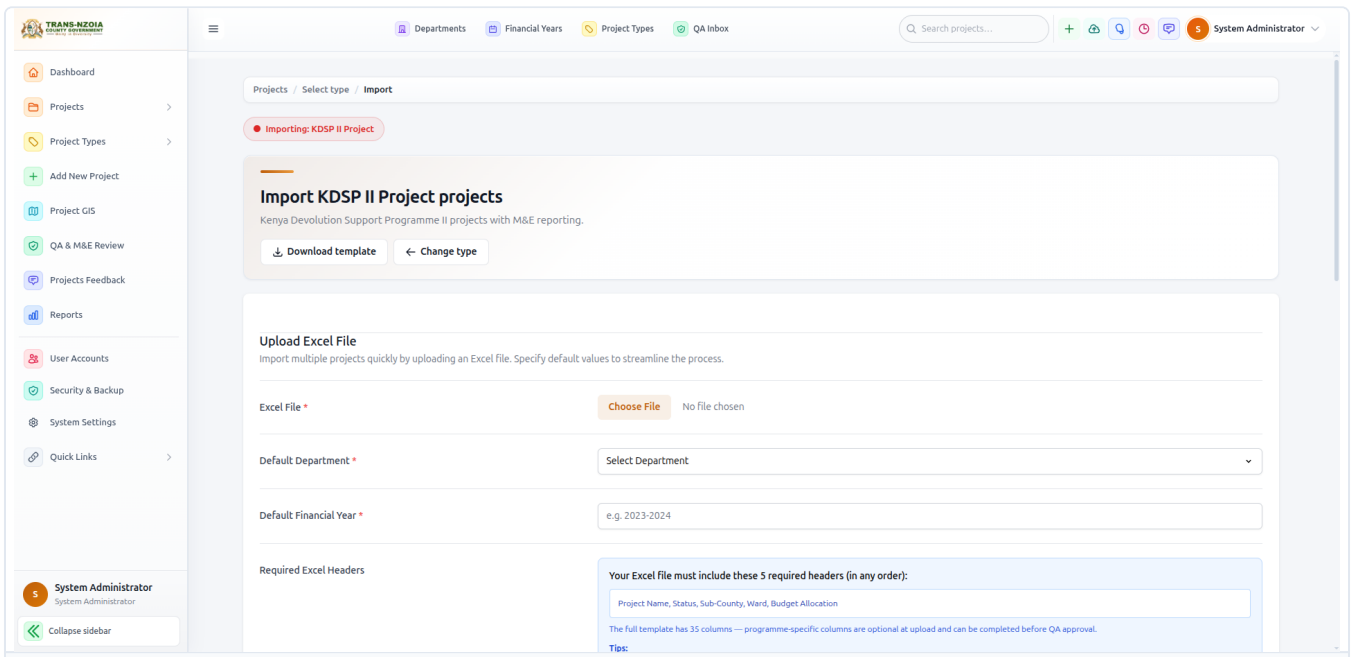 TRANS-NZOIA
COUNTY GOVERNMENT
Departments
Financial Years
Project Types
QA Inbox
Search projects...
S
System Administrator
Dashboard
Projects
Project Types
Add New Project
Project GIS
QA & M&E Review
Projects Feedback
Reports
User Accounts
Security & Backup
System Settings
Quick Links
S
System Administrator
System Administrator
Collapse sidebar
Projects / Select type / Import
Importing: KDSP II Project
Import KDSP II Project projects
Kenya Devolution Support Programme II projects with M&E reporting.
Download template
Change type
Upload Excel File
Import multiple projects quickly by uploading an Excel file. Specify default values to streamline the process.
Excel File *
Choose File No file chosen
Default Department *
Select Department
Default Financial Year *
e.g. 2023-2024
Required Excel Headers
Your Excel file must include these 5 required headers (in any order):
Project Name, Status, Sub-County, Ward, Budget Allocation
The full template has 35 columns — programme-specific columns are optional at upload and can be completed before QA approval.
Tips: